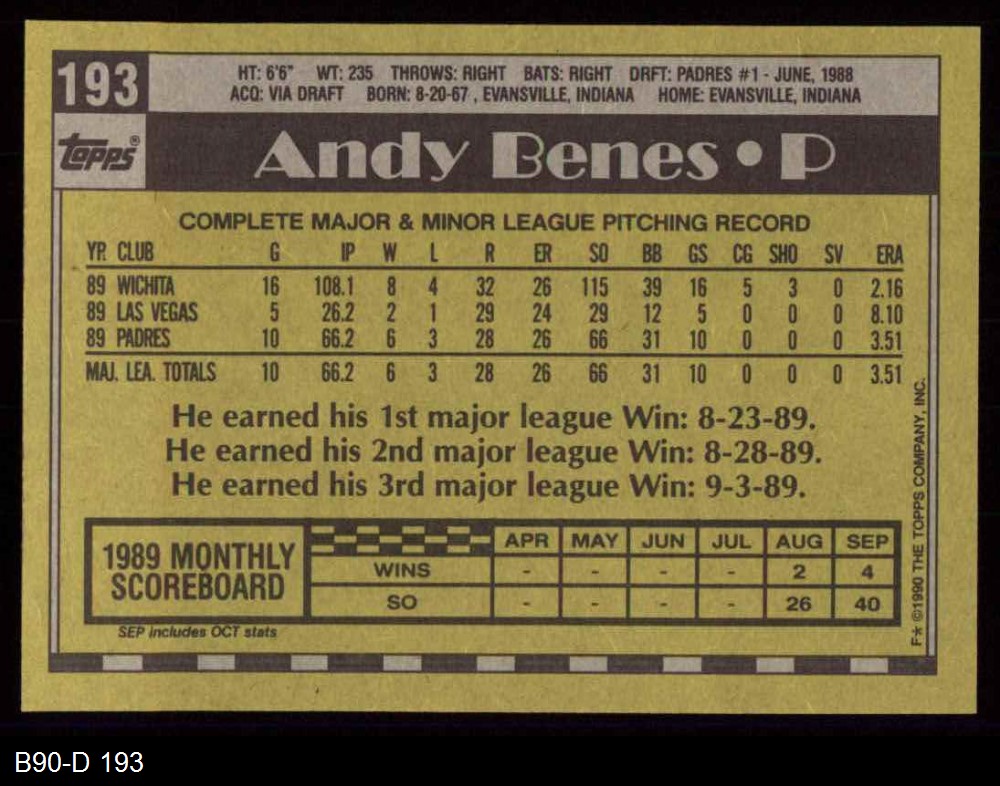 193
HT: 6'6" WT: 235 THROWS: RIGHT BATS: RIGHT DRFT: PADRES #1 - JUNE, 1988
ACQ: VIA DRAFT BORN: 8-20-67 , EVANSVILLE, INDIANA HOME: EVANSVILLE, INDIANA
topps®
Andy Benes • P
COMPLETE MAJOR & MINOR LEAGUE PITCHING RECORD
YR. CLUB G IP W L R ER SO BB GS CG SHO SV ERA
89 WICHITA 16 108.1 8 4 32 26 115 39 16 5 3 0 2.16
89 LAS VEGAS 5 26.2 2 1 29 24 29 12 5 0 0 0 8.10
89 PADRES 10 66.2 6 3 28 26 66 31 10 0 0 0 3.51
MAJ. LEA. TOTALS 10 66.2 6 3 28 26 66 31 10 0 0 0 3.51
He earned his 1st major league Win: 8-23-89.
He earned his 2nd major league Win: 8-28-89.
He earned his 3rd major league Win: 9-3-89.
1989 MONTHLY
SCOREBOARD
APR MAY JUN JUL AUG SEP
WINS - - - - 2 4
SO - - - - 26 40
SEP includes OCT stats
F* ©1990 THE TOPPS COMPANY, INC.
B90-D 193